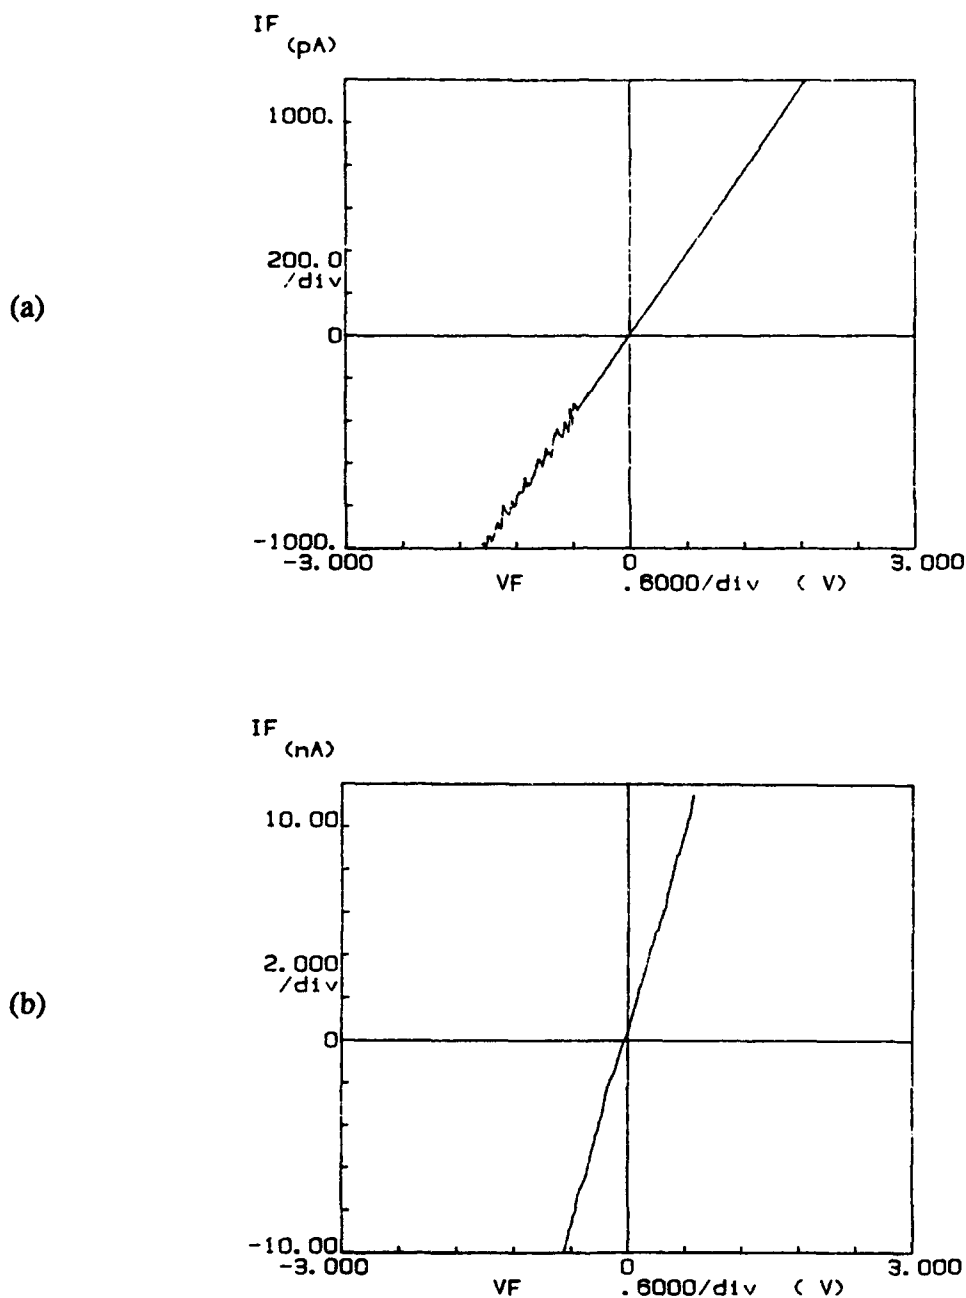 IF
(pA)
1000.
200.0
/div
(a)
0
-1000.
-3.000 0 3.000
VF .6000/div ( V)
IF
(nA)
10.00
2.000
/div
(b)
0
-10.00
-3.000 0 3.000
VF .6000/div ( V)